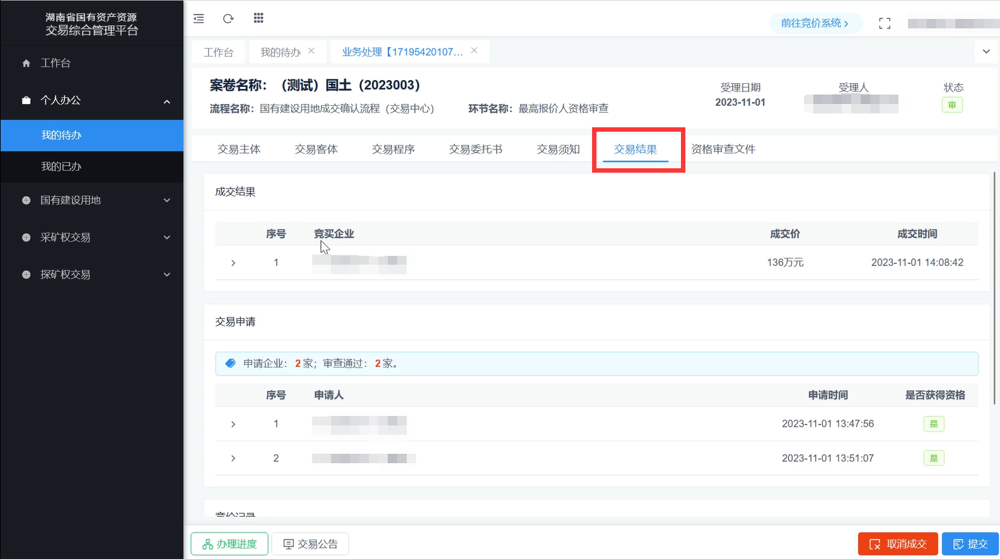 湖南省国有资产资源
交易综合管理平台
工作台
个人办公
我的待办
我的已办
国有建设用地
采矿权交易
探矿权交易
前往竞价系统
工作台
我的待办
业务处理【17195420107...
案卷名称：（测试）国土（2023003）
流程名称：国有建设用地成交确认流程（交易中心）
环节名称：最高报价人资格审查
受理日期
2023-11-01
受理人
状态
审
交易主体
交易客体
交易程序
交易委托书
交易须知
交易结果
资格审查文件
成交结果
序号 竞买企业 成交价 成交时间
1 136万元 2023-11-01 14:08:42
交易申请
申请企业：2家；审查通过：2家。
序号 申请人 申请时间 是否获得资格
1 2023-11-01 13:47:56 是
2 2023-11-01 13:51:07 是
竞价记录
办理进度
交易公告
取消成交
提交